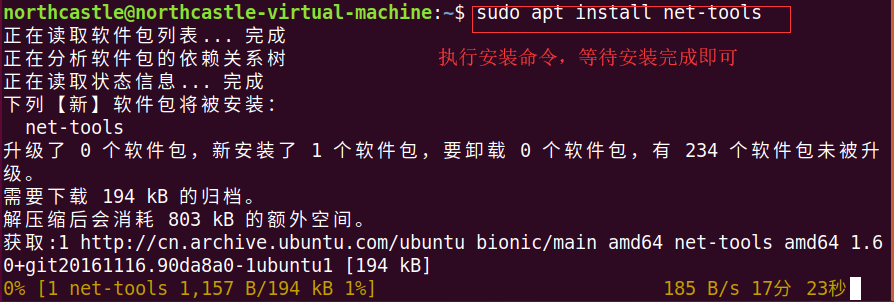 northcastle@northcastle-virtual-machine:~$ sudo apt install net-tools
正在读取软件包列表... 完成
正在分析软件包的依赖关系树
执行安装命令，等待安装完成即可
正在读取状态信息... 完成
下列【新】软件包将被安装：
net-tools
升级了 0 个软件包，新安装了 1 个软件包，要卸载 0 个软件包，有 234 个软件包未被升
级。
需要下载 194 kB 的归档。
解压缩后会消耗 803 kB 的额外空间。
获取:1 http://cn.archive.ubuntu.com/ubuntu bionic/main amd64 net-tools amd64 1.6
0+git20161116.90da8a0-1ubuntu1 [194 kB]
0% [1 net-tools 1,157 B/194 kB 1%] 185 B/s 17分 23秒